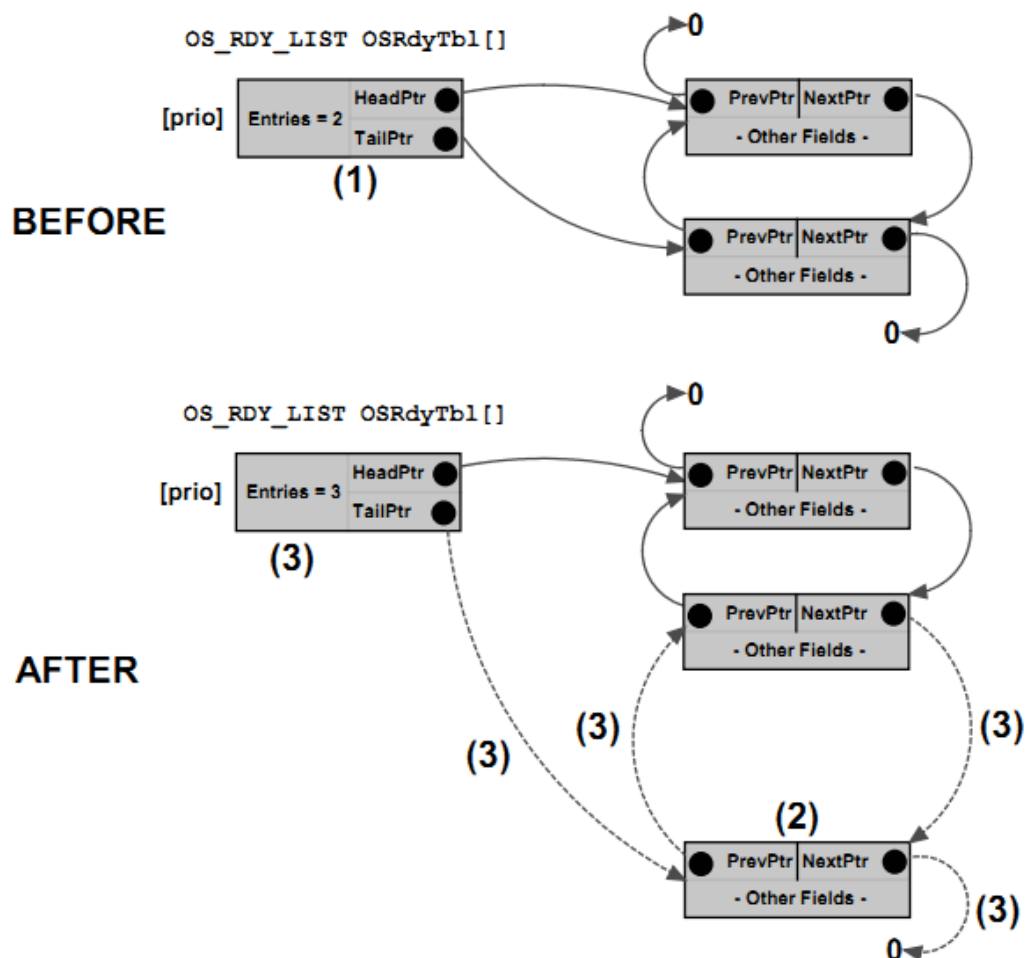 0
OS_RDY_LIST OSRdyTbl[]
[prio]
Entries = 2
HeadPtr
TailPtr
(1)
PrevPtr NextPtr
- Other Fields -
BEFORE
PrevPtr NextPtr
- Other Fields -
0
0
OS_RDY_LIST OSRdyTbl[]
[prio]
Entries = 3
HeadPtr
TailPtr
(3)
PrevPtr NextPtr
- Other Fields -
PrevPtr NextPtr
- Other Fields -
AFTER
(3)
(3)
(3)
(2)
PrevPtr NextPtr
- Other Fields -
(3)
0